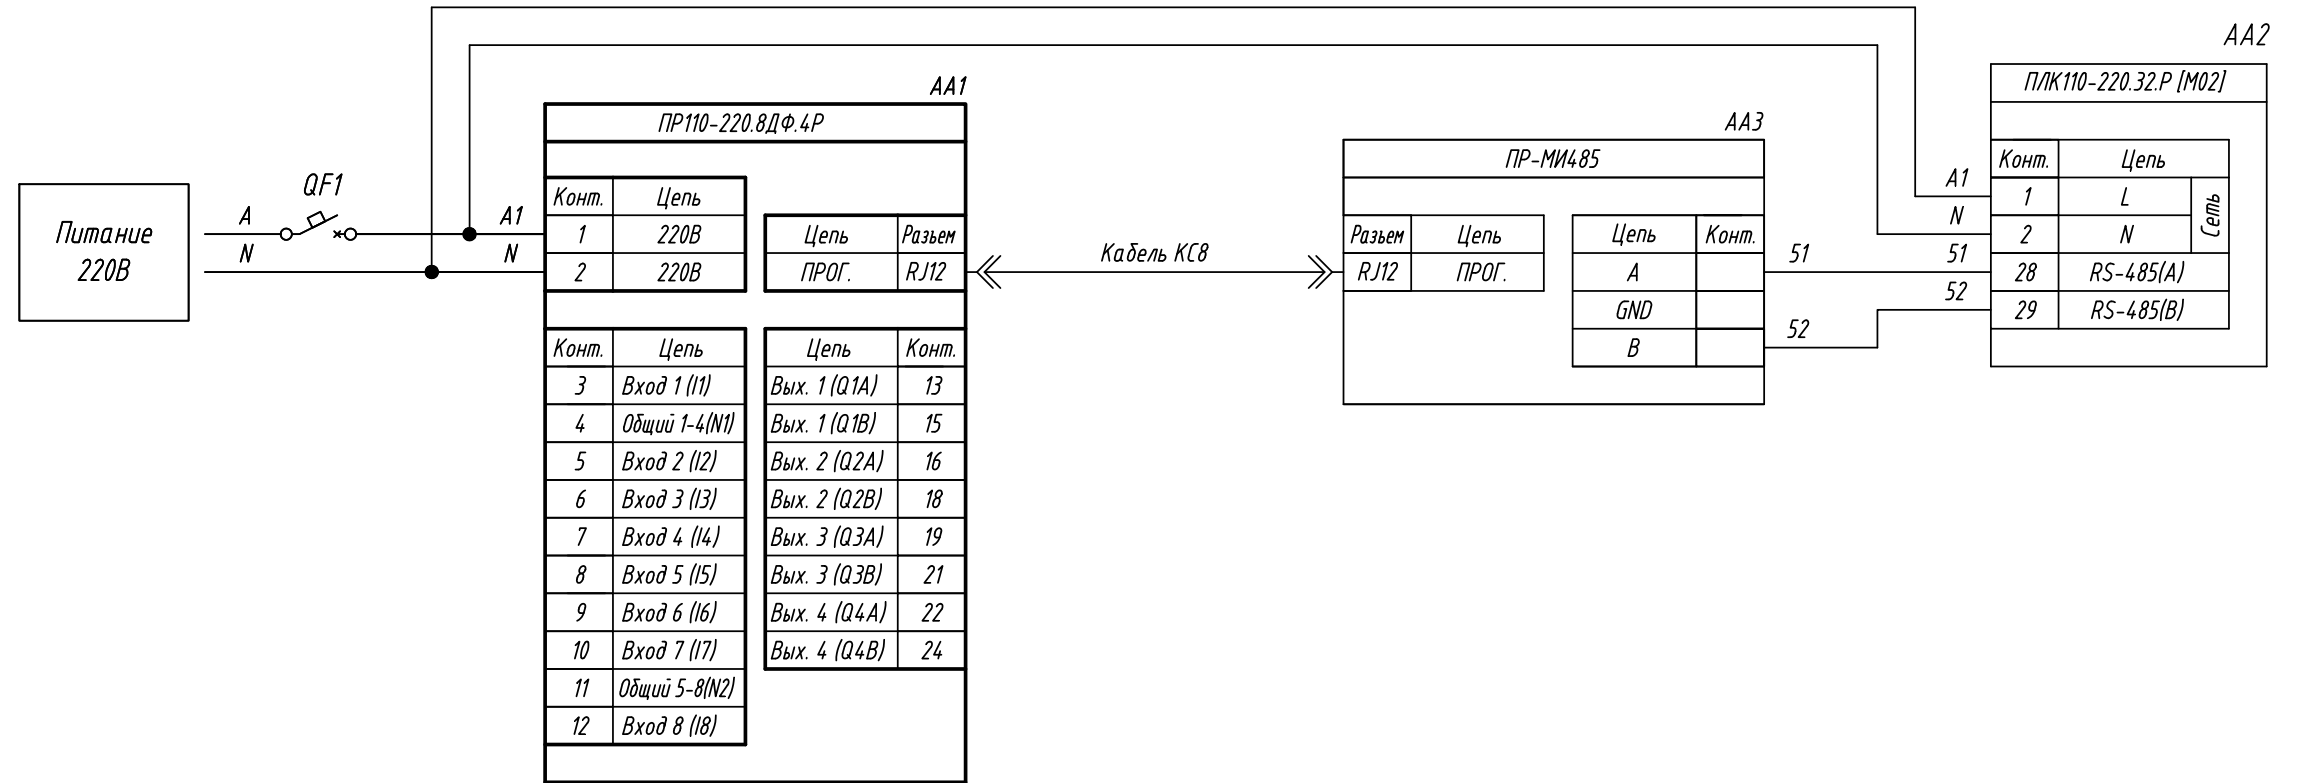 AA2
ПЛК110-220.32.Р [М02]
Конт. Цепь
A1 1 L
N 2 N
Сеть
51 28 RS-485(A)
52 29 RS-485(B)
AA1
ПР110-220.8ДФ.4Р
Питание
220В
QF1
A
N
A1
N
Конт. Цепь
1 220В
2 220В
Цепь Разьем
ПРОГ. RJ12
Конт. Цепь
3 Вход 1 (I1)
4 Общий 1-4(N1)
5 Вход 2 (I2)
6 Вход 3 (I3)
7 Вход 4 (I4)
8 Вход 5 (I5)
9 Вход 6 (I6)
10 Вход 7 (I7)
11 Общий 5-8(N2)
12 Вход 8 (I8)
Цепь Конт.
Вых. 1 (Q1A) 13
Вых. 1 (Q1B) 15
Вых. 2 (Q2A) 16
Вых. 2 (Q2B) 18
Вых. 3 (Q3A) 19
Вых. 3 (Q3B) 21
Вых. 4 (Q4A) 22
Вых. 4 (Q4B) 24
Кабель КС8
AA3
ПР-МИ485
Разьем Цепь
RJ12 ПРОГ.
Цепь Конт.
A
GND
B
51
52